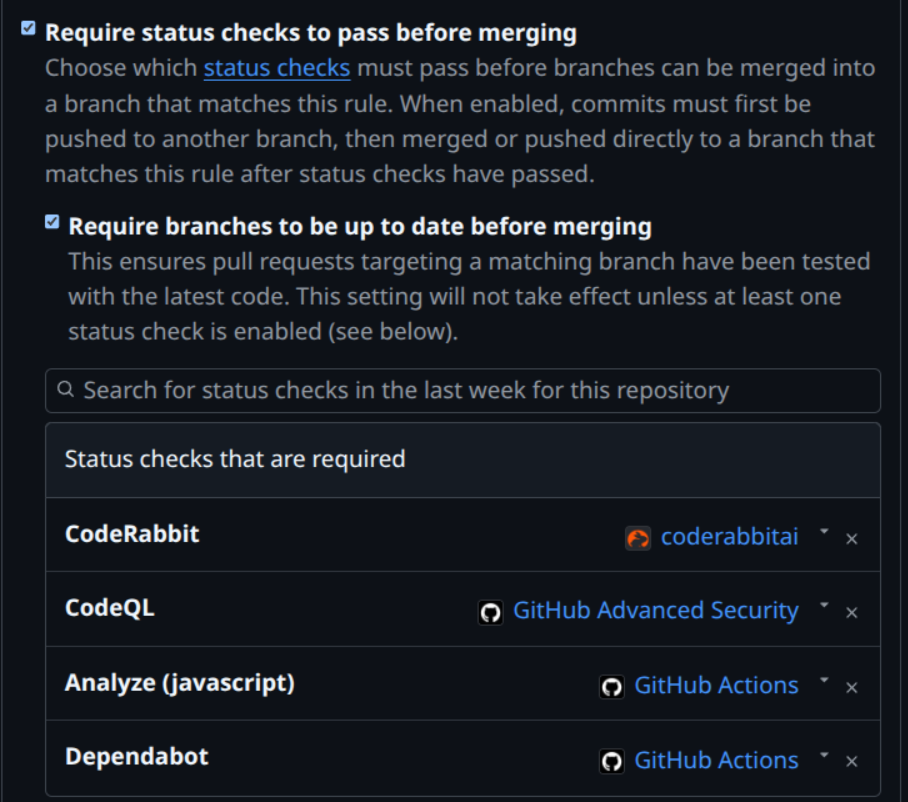 Require status checks to pass before merging
Choose which status checks must pass before branches can be merged into
a branch that matches this rule. When enabled, commits must first be
pushed to another branch, then merged or pushed directly to a branch that
matches this rule after status checks have passed.
Require branches to be up to date before merging
This ensures pull requests targeting a matching branch have been tested
with the latest code. This setting will not take effect unless at least one
status check is enabled (see below).
Search for status checks in the last week for this repository
Status checks that are required
CodeRabbit coderabbitai
CodeQL GitHub Advanced Security
Analyze (javascript) GitHub Actions
Dependabot GitHub Actions